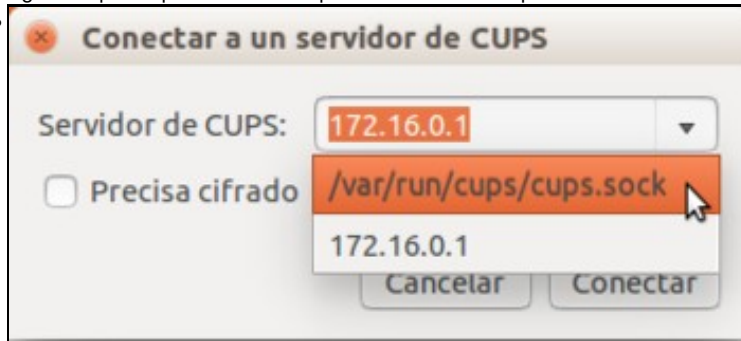 Conectar a un servidor de CUPS
Servidor de CUPS: 172.16.0.1
Precisa cifrado /var/run/cups/cups.sock
172.16.0.1
Cancelar Conectar